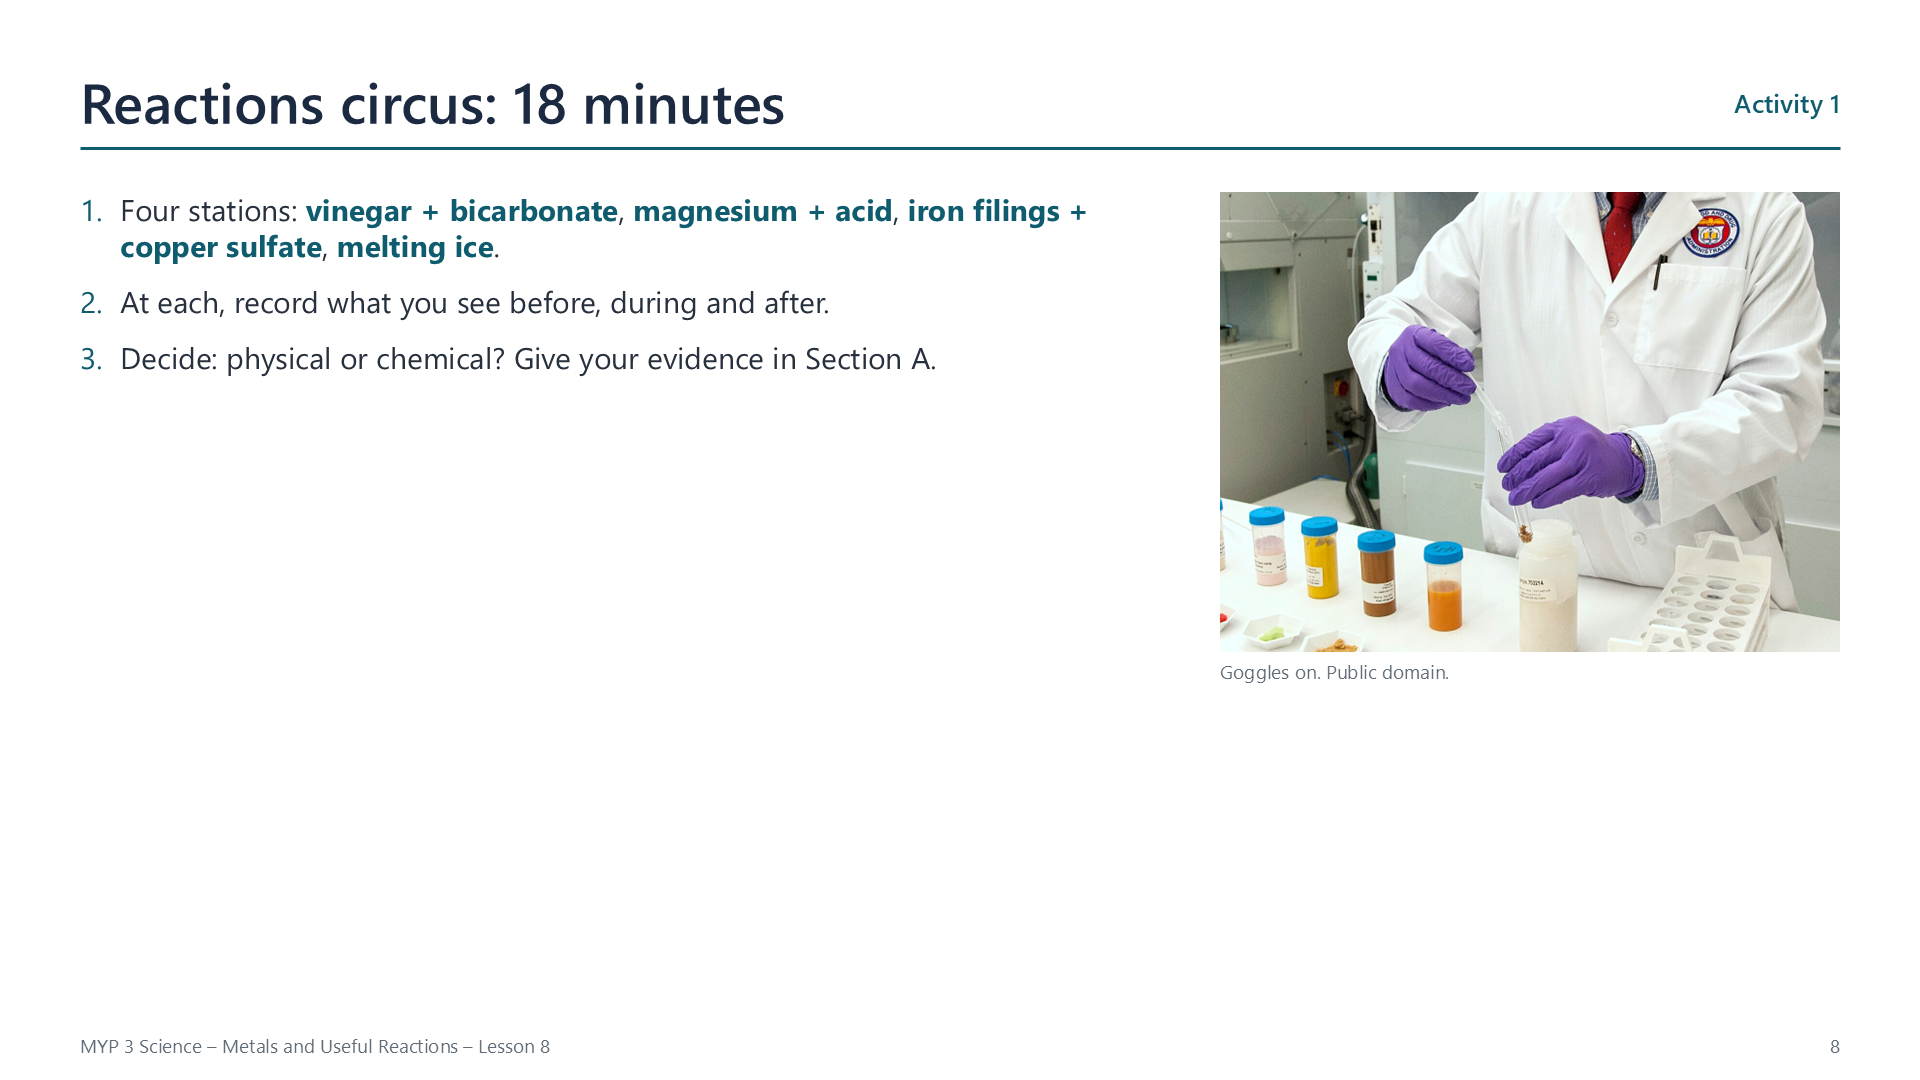 Reactions circus: 18 minutes
Activity 1
1. Four stations: vinegar + bicarbonate, magnesium + acid, iron filings +
copper sulfate, melting ice.
2. At each, record what you see before, during and after.
3. Decide: physical or chemical? Give your evidence in Section A.
Goggles on. Public domain.
MYP 3 Science – Metals and Useful Reactions – Lesson 8
8